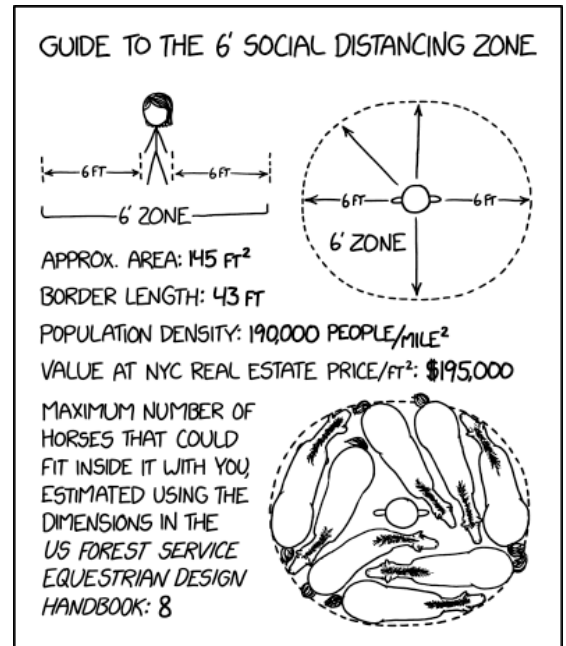 GUIDE TO THE 6' SOCIAL DISTANCING ZONE
6 FT 6 FT
6' ZONE
6 FT 6 FT
6' ZONE
APPROX. AREA: 145 FT²
BORDER LENGTH: 43 FT
POPULATION DENSITY: 190,000 PEOPLE/MILE²
VALUE AT NYC REAL ESTATE PRICE/FT²: $195,000
MAXIMUM NUMBER OF
HORSES THAT COULD
FIT INSIDE IT WITH YOU,
ESTIMATED USING THE
DIMENSIONS IN THE
US FOREST SERVICE
EQUESTRIAN DESIGN
HANDBOOK: 8